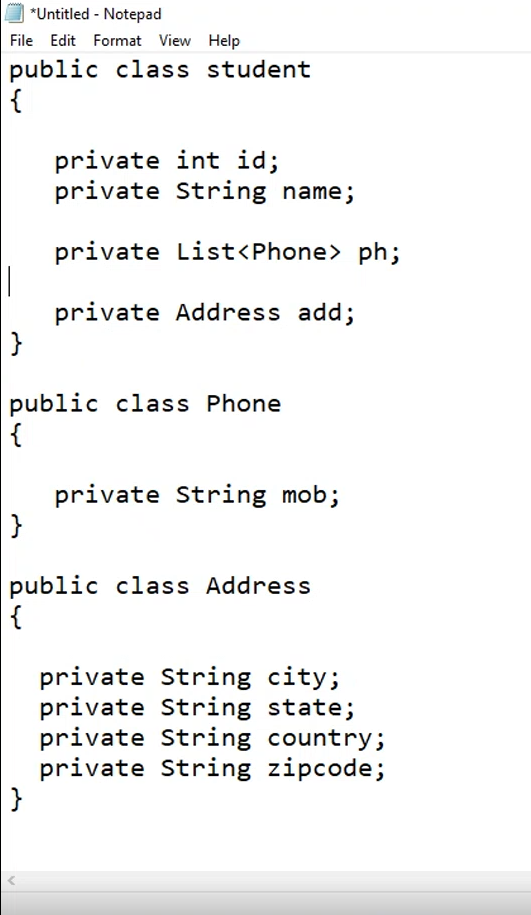 *Untitled - Notepad
File Edit Format View Help
public class student
{
private int id;
private String name;
private List<Phone> ph;
private Address add;
}
public class Phone
{
private String mob;
}
public class Address
{
private String city;
private String state;
private String country;
private String zipcode;
}